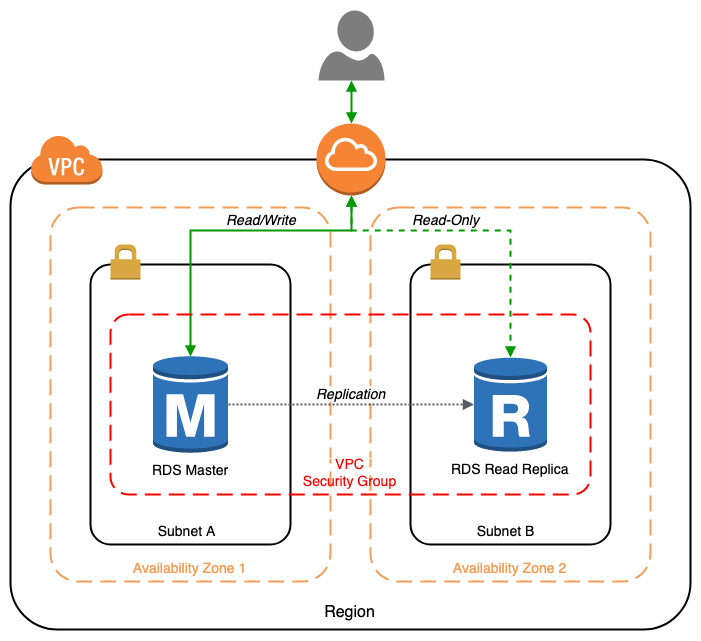 VPC
Read/Write
Read-Only
M
Replication
R
RDS Master
RDS Read Replica
VPC
Security Group
Subnet A
Subnet B
Availability Zone 1
Availability Zone 2
Region